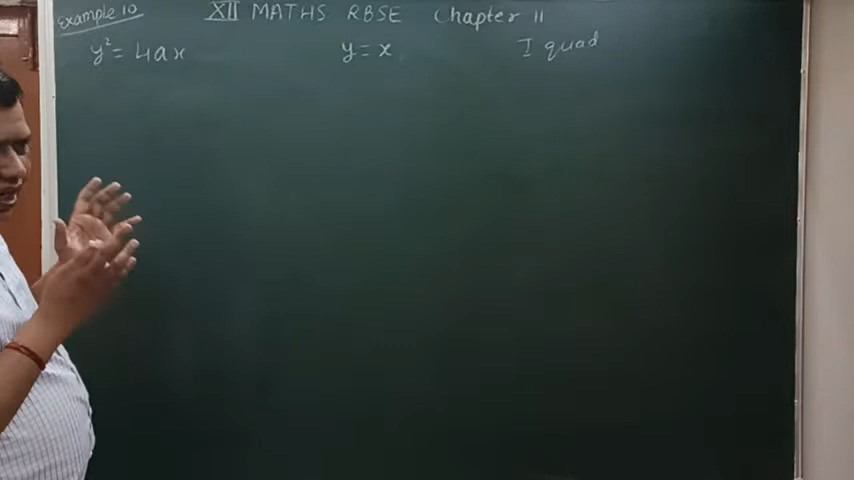 Example 10 XII MATHS RBSE Chapter 11
y² = 4ax y = x I quad